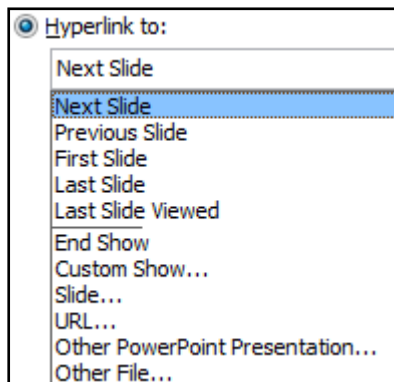 Hyperlink to:
Next Slide
Next Slide
Previous Slide
First Slide
Last Slide
Last Slide Viewed
End Show
Custom Show...
Slide...
URL...
Other PowerPoint Presentation...
Other File...